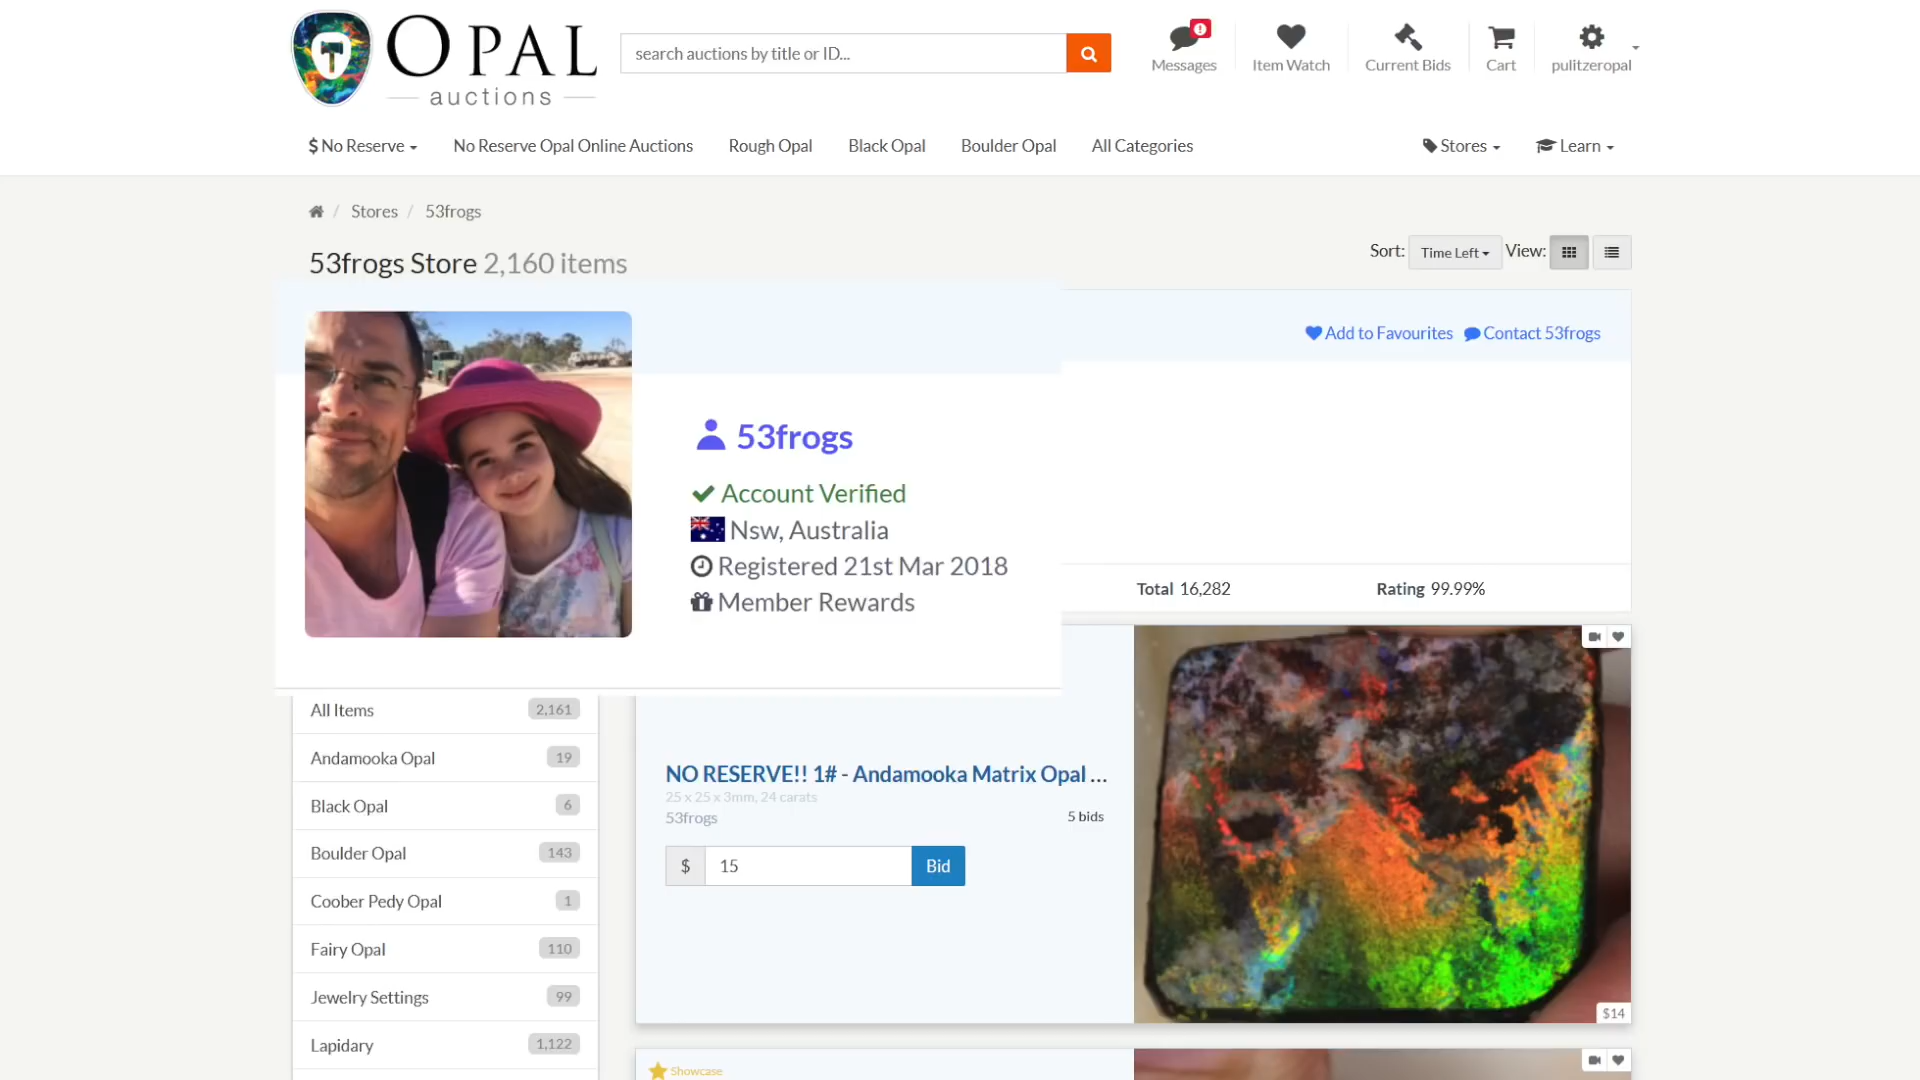 OPAL
auctions
search auctions by title or ID...
Messages
Item Watch
Current Bids
Cart
pulitzeropal
$ No Reserve
No Reserve Opal Online Auctions
Rough Opal
Black Opal
Boulder Opal
All Categories
Stores
Learn
/ Stores / 53frogs
53frogs Store 2,160 items
Sort: Time Left View:
Add to Favourites
Contact 53frogs
53frogs
Account Verified
Nsw, Australia
Registered 21st Mar 2018
Member Rewards
Total 16,282
Rating 99.99%
All Items 2,161
Andamooka Opal 19
Black Opal 6
Boulder Opal 143
Coober Pedy Opal 1
Fairy Opal 110
Jewelry Settings 99
Lapidary 1,122
NO RESERVE!! 1# - Andamooka Matrix Opal ...
25 x 25 x 3mm, 24 carats
53frogs
5 bids
$ 15 Bid
$14
Showcase